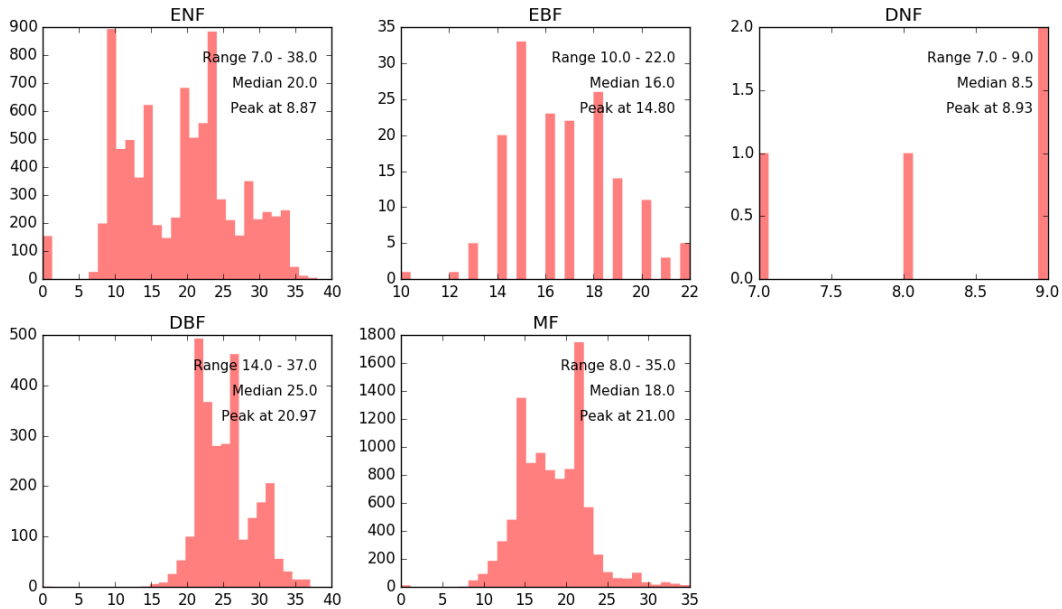 ENF
900
800
700
600
500
400
300
200
100
0
Range 7.0 - 38.0
Median 20.0
Peak at 8.87
0 5 10 15 20 25 30 35 40
EBF
35
30
25
20
15
10
5
0
Range 10.0 - 22.0
Median 16.0
Peak at 14.80
10 12 14 16 18 20 22
DNF
2.0
1.5
1.0
0.5
0.0
Range 7.0 - 9.0
Median 8.5
Peak at 8.93
7.0 7.5 8.0 8.5 9.0
DBF
500
400
300
200
100
0
Range 14.0 - 37.0
Median 25.0
Peak at 20.97
0 5 10 15 20 25 30 35 40
MF
1800
1600
1400
1200
1000
800
600
400
200
0
Range 8.0 - 35.0
Median 18.0
Peak at 21.00
0 5 10 15 20 25 30 35